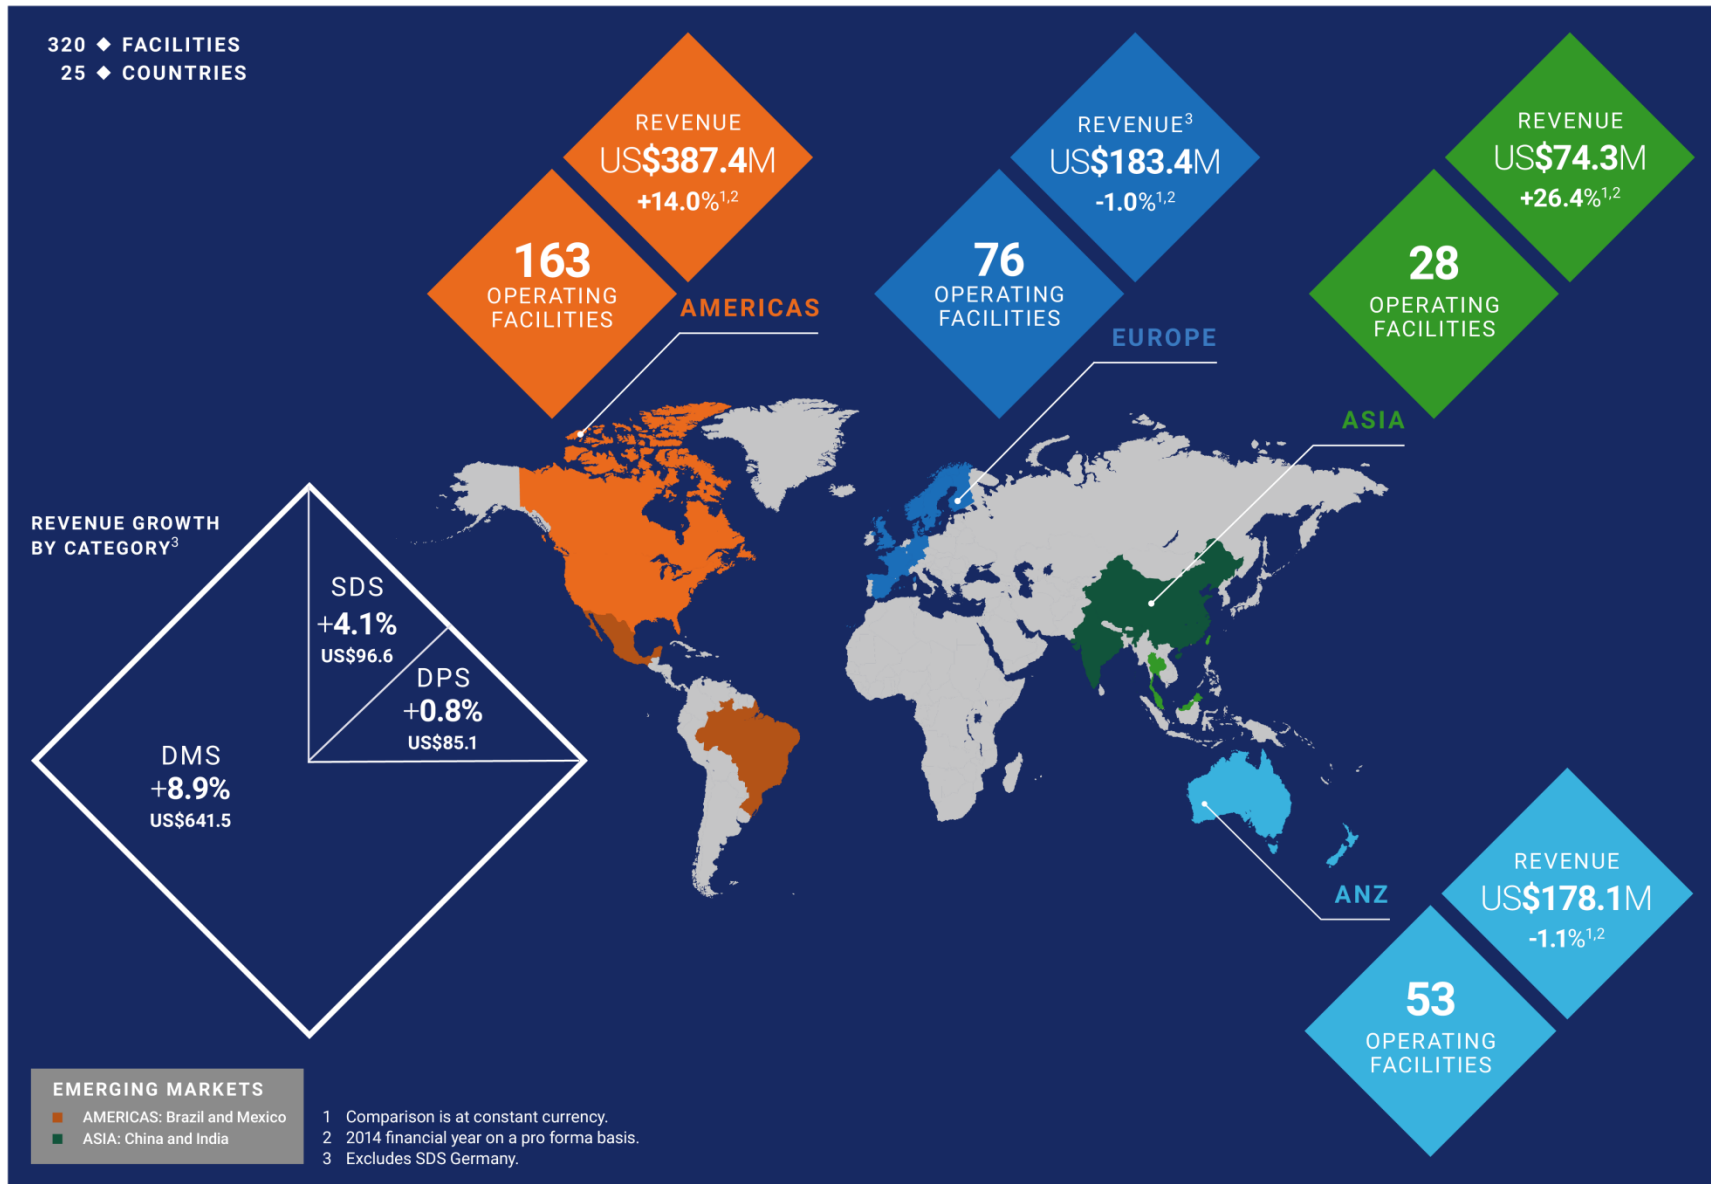 320 ◆ FACILITIES
25 ◆ COUNTRIES
REVENUE
US$387.4M
+14.0%1,2
163
OPERATING
FACILITIES
AMERICAS
REVENUE3
US$183.4M
-1.0%1,2
76
OPERATING
FACILITIES
EUROPE
REVENUE
US$74.3M
+26.4%1,2
28
OPERATING
FACILITIES
ASIA
REVENUE GROWTH
BY CATEGORY3
SDS
+4.1%
US$96.6
DPS
+0.8%
US$85.1
DMS
+8.9%
US$641.5
ANZ
REVENUE
US$178.1M
-1.1%1,2
53
OPERATING
FACILITIES
EMERGING MARKETS
AMERICAS: Brazil and Mexico
ASIA: China and India
1 Comparison is at constant currency.
2 2014 financial year on a pro forma basis.
3 Excludes SDS Germany.